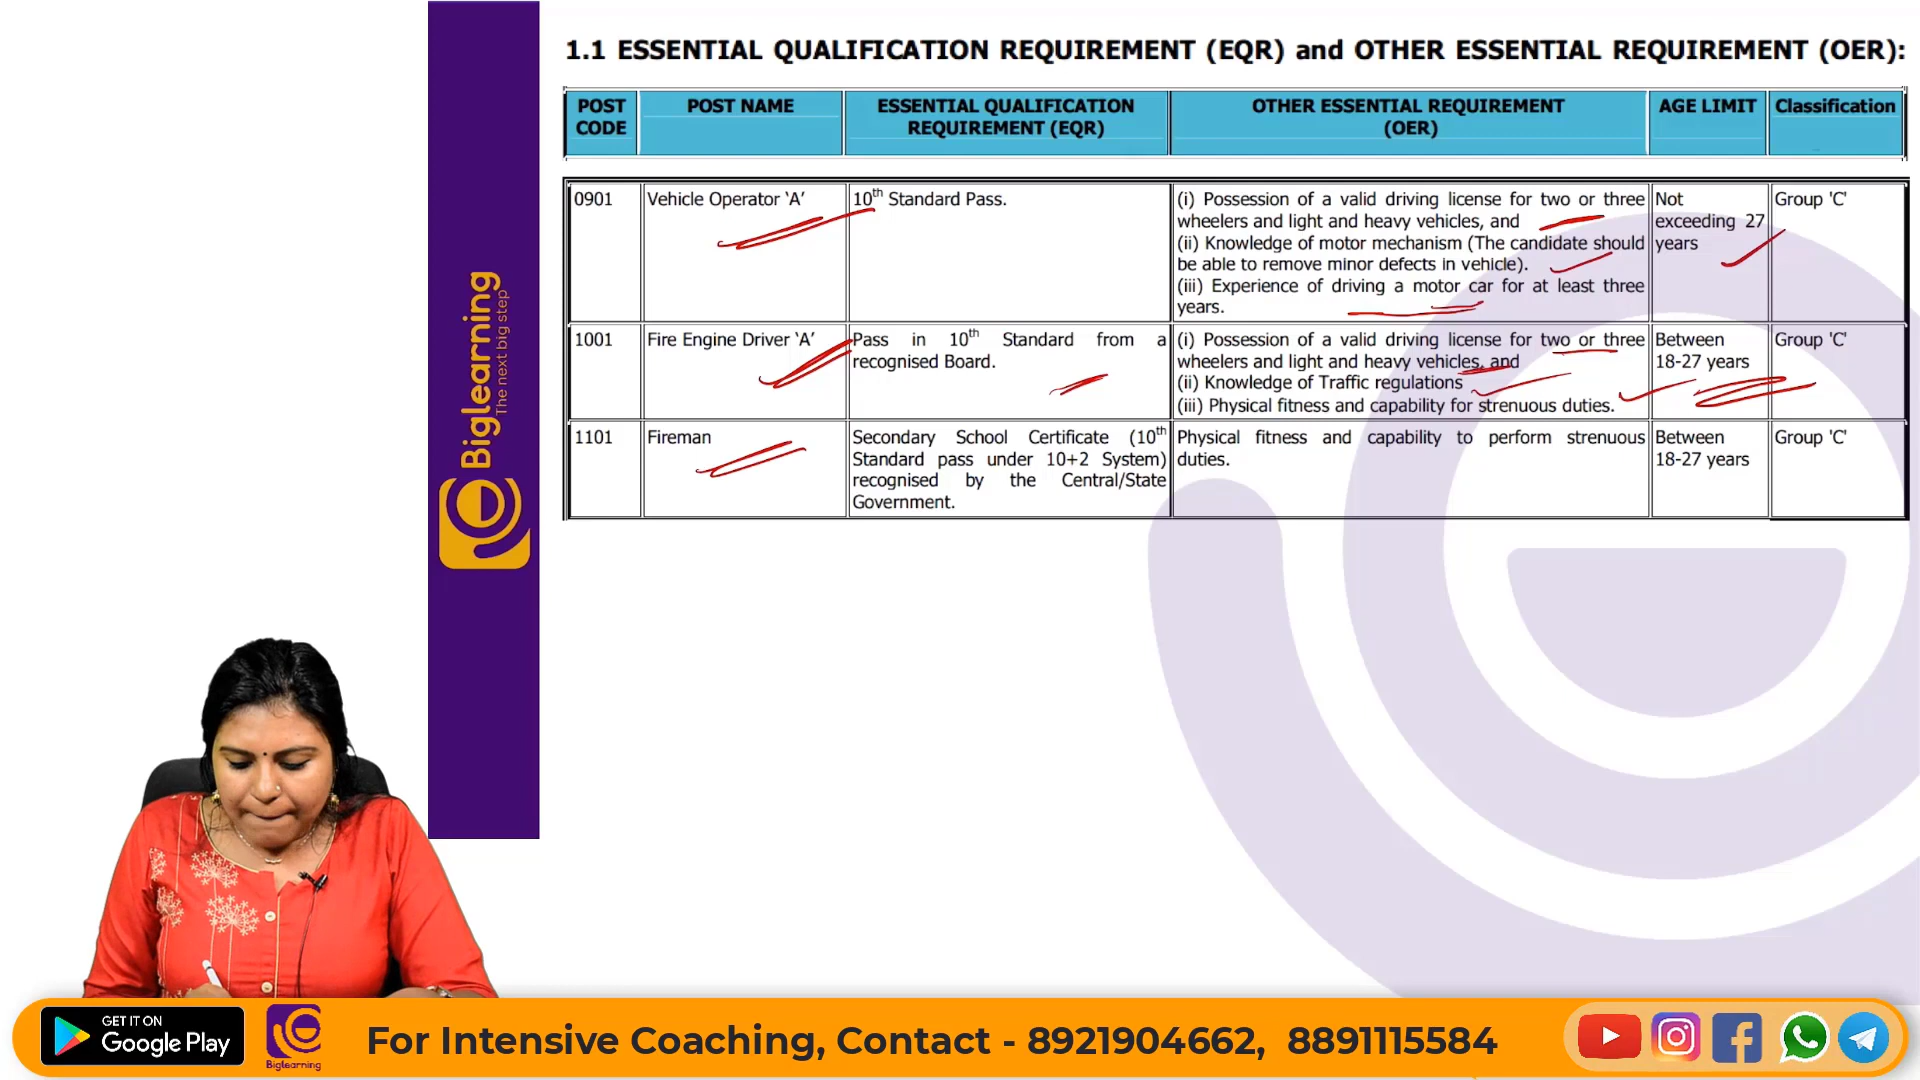 1.1 ESSENTIAL QUALIFICATION REQUIREMENT (EQR) and OTHER ESSENTIAL REQUIREMENT (OER):
POST CODE
POST NAME
ESSENTIAL QUALIFICATION
REQUIREMENT (EQR)
OTHER ESSENTIAL REQUIREMENT
(OER)
AGE LIMIT
Classification
0901
Vehicle Operator ‘A’
10th Standard Pass.
(i) Possession of a valid driving license for two or three
wheelers and light and heavy vehicles, and
(ii) Knowledge of motor mechanism (The candidate should
be able to remove minor defects in vehicle).
(iii) Experience of driving a motor car for at least three
years.
Not
exceeding 27
years
Group 'C'
1001
Fire Engine Driver ‘A’
Pass in 10th Standard from a
recognised Board.
(i) Possession of a valid driving license for two or three
wheelers and light and heavy vehicles, and
(ii) Knowledge of Traffic regulations
(iii) Physical fitness and capability for strenuous duties.
Between
18-27 years
Group 'C'
1101
Fireman
Secondary School Certificate (10th
Standard pass under 10+2 System)
recognised by the Central/State
Government.
Physical fitness and capability to perform strenuous
duties.
Between
18-27 years
Group 'C'
Biglearning
The next big step
GET IT ON
Google Play
Biglearning
For Intensive Coaching, Contact - 8921904662, 8891115584